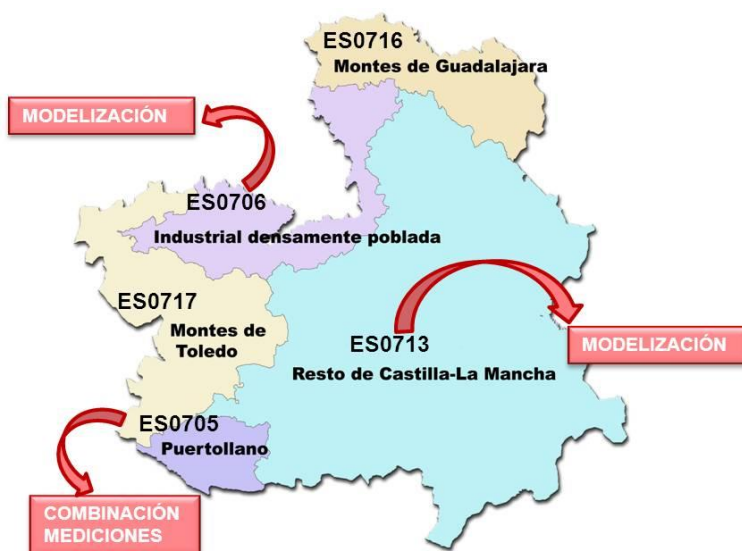 ES0716
Montes de Guadalajara
MODELIZACIÓN
ES0706
Industrial densamente poblada
ES0717
Montes de
Toledo
ES0713
Resto de Castilla-La Mancha
MODELIZACIÓN
ES0705
Puertollano
COMBINACIÓN
MEDICIONES